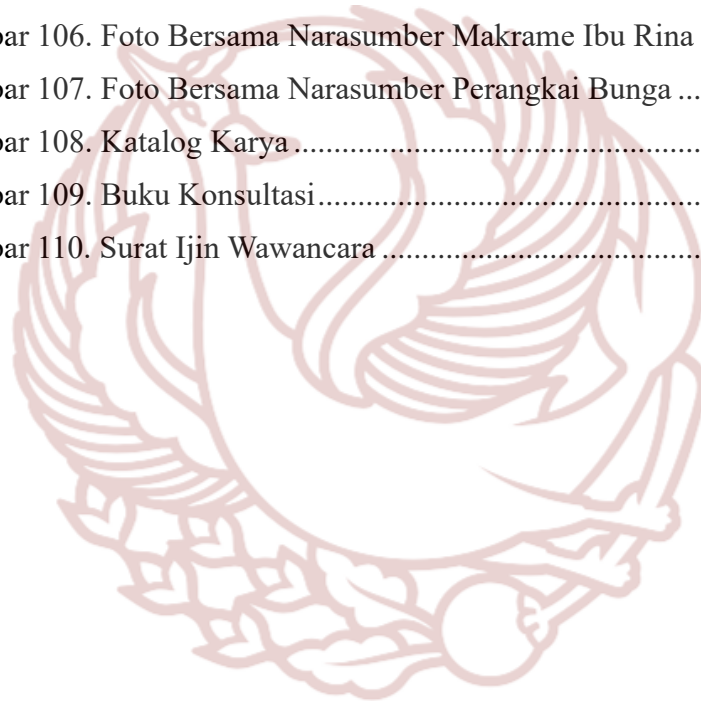 bar 106. Foto Bersama Narasumber Makrame Ibu Rina
bar 107. Foto Bersama Narasumber Perangkai Bunga ...
bar 108. Katalog Karya ..................................................
bar 109. Buku Konsultasi................................................
bar 110. Surat Ijin Wawancara ........................................